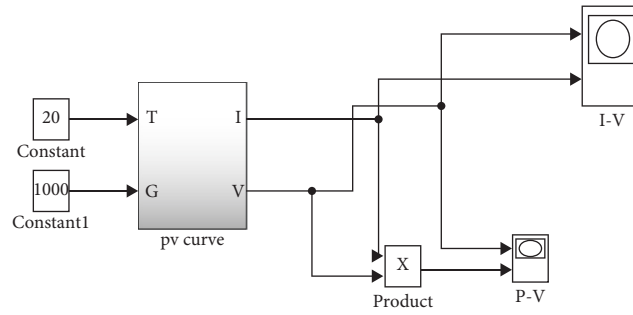 20
Constant
1000
Constant1
T
I
G
V
pv curve
X
Product
I-V
P-V